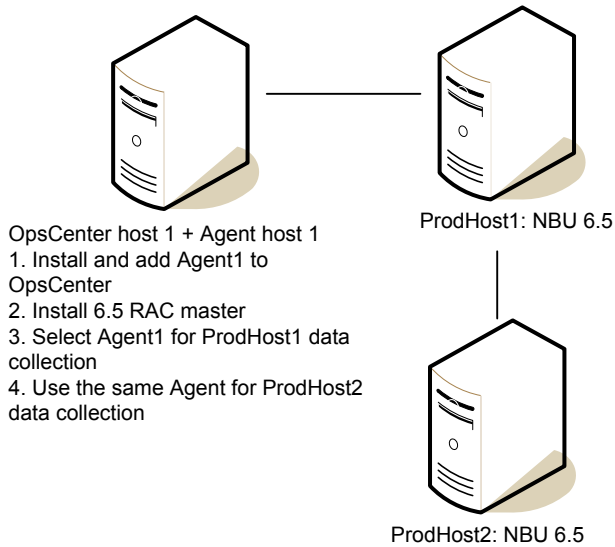 OpsCenter host 1 + Agent host 1
1. Install and add Agent1 to
OpsCenter
2. Install 6.5 RAC master
3. Select Agent1 for ProdHost1 data
collection
4. Use the same Agent for ProdHost2
data collection
ProdHost1: NBU 6.5
ProdHost2: NBU 6.5